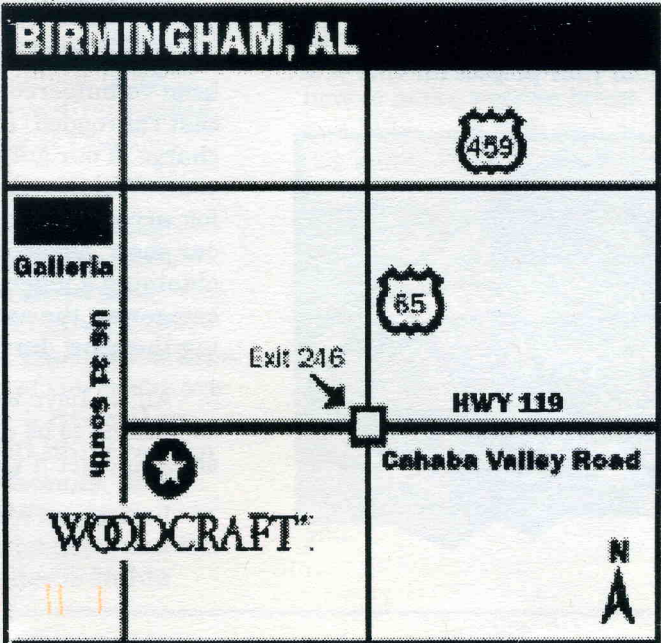 BIRMINGHAM, AL
459
Galleria
65
US 31 South
Exit 246
HWY 119
Cahaba Valley Road
WOODCRAFT
N